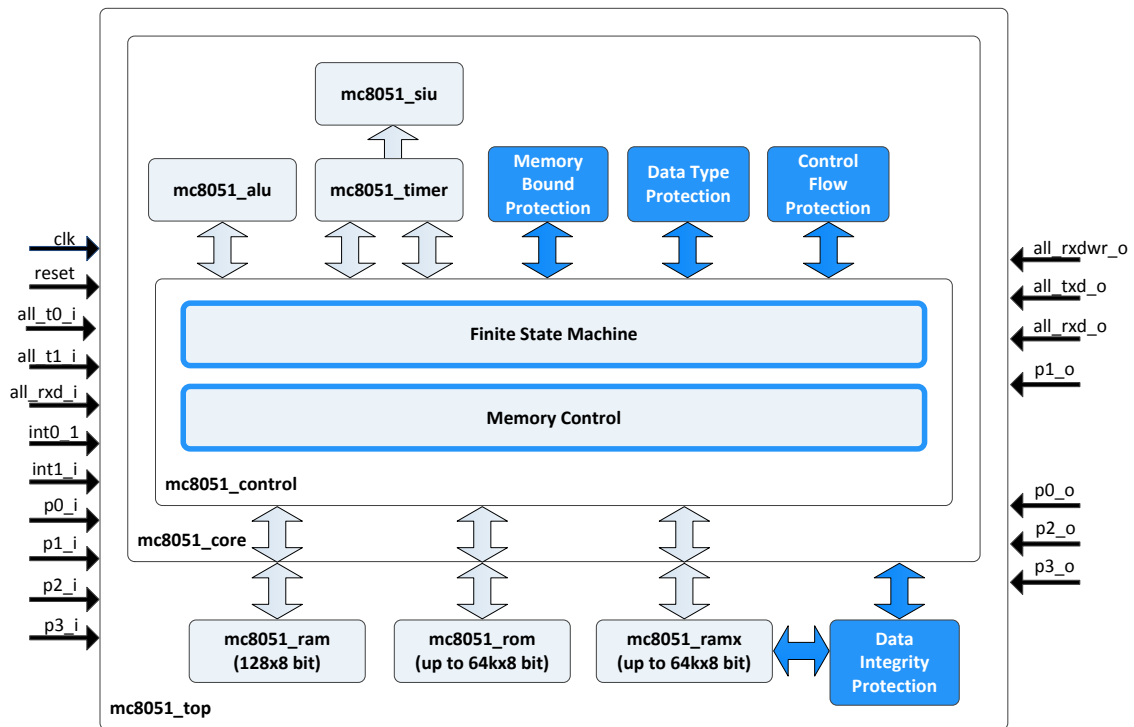 mc8051_siu
mc8051_alu
mc8051_timer
Memory
Bound
Protection
Data Type
Protection
Control
Flow
Protection
clk
reset
all_t0_i
all_t1_i
all_rxd_i
int0_1
int1_i
p0_i
p1_i
p2_i
p3_i
all_rxdwr_o
all_txd_o
all_rxd_o
p1_o
p0_o
p2_o
p3_o
Finite State Machine
Memory Control
mc8051_control
mc8051_core
mc8051_ram
(128x8 bit)
mc8051_rom
(up to 64kx8 bit)
mc8051_ramx
(up to 64kx8 bit)
Data
Integrity
Protection
mc8051_top